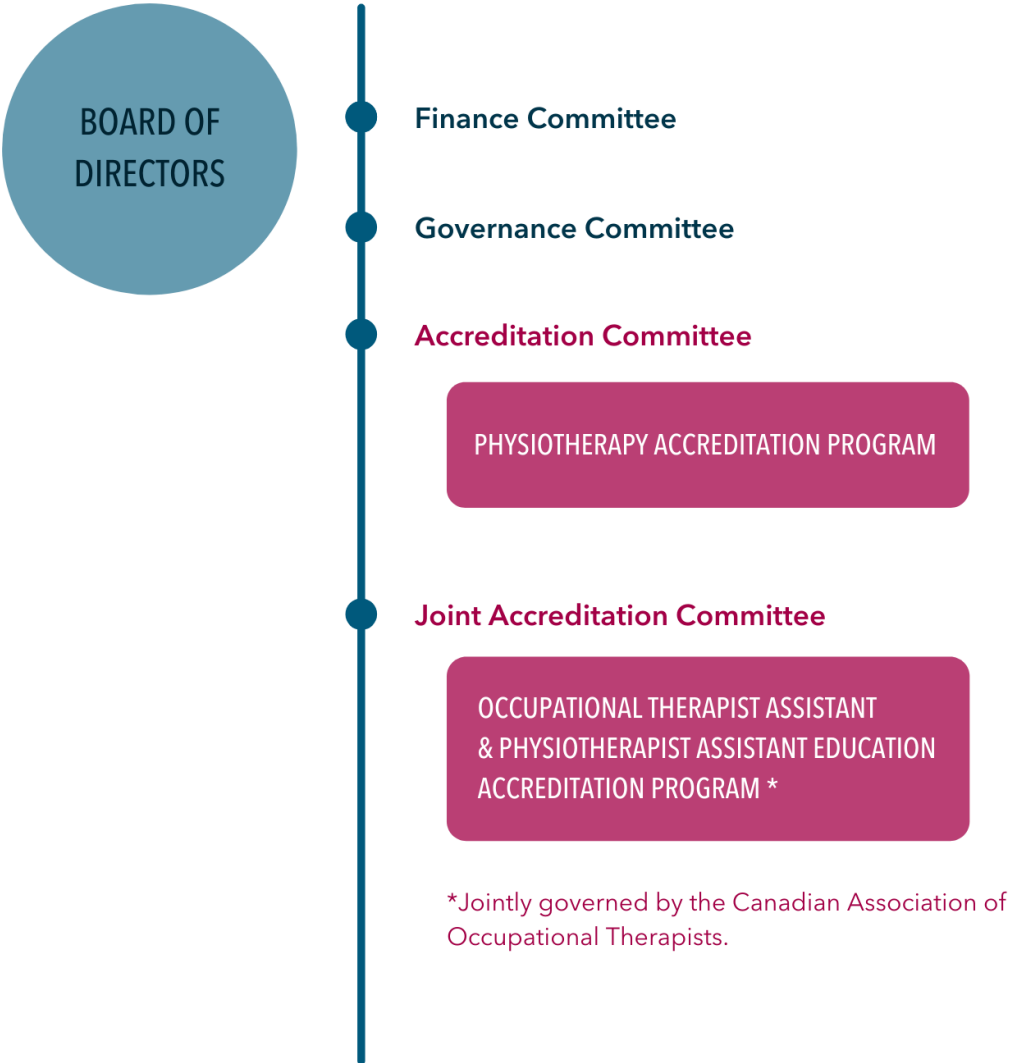 BOARD OF
DIRECTORS
Finance Committee
Governance Committee
Accreditation Committee
PHYSIOTHERAPY ACCREDITATION PROGRAM
Joint Accreditation Committee
OCCUPATIONAL THERAPIST ASSISTANT
& PHYSIOTHERAPIST ASSISTANT EDUCATION
ACCREDITATION PROGRAM *
*Jointly governed by the Canadian Association of
Occupational Therapists.